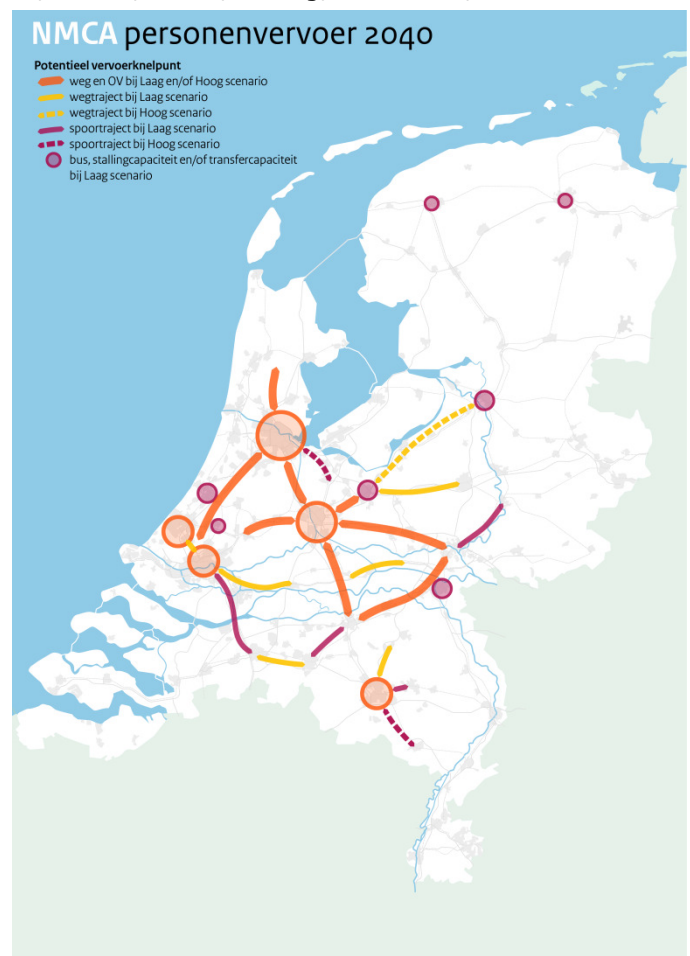 NMCA personenvervoer 2040
Potentieel vervoerknelpunt
weg en OV bij Laag en/of Hoog scenario
wegtraject bij Laag scenario
wegtraject bij Hoog scenario
spoortraject bij Laag scenario
spoortraject bij Hoog scenario
bus, stallingcapaciteit en/of transfercapaciteit
bij Laag scenario